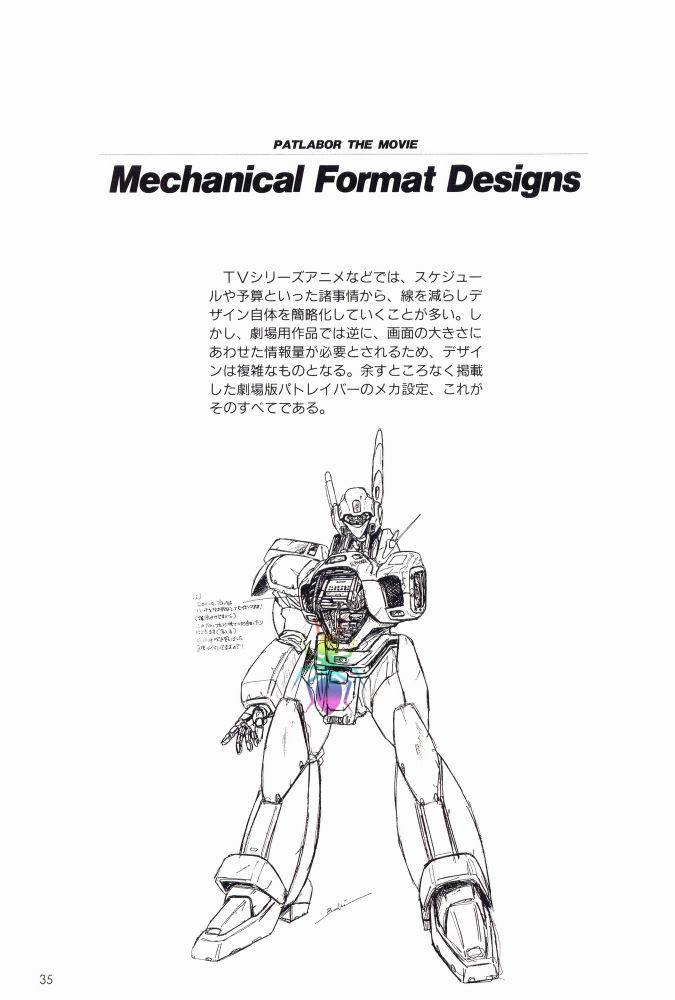 PATLABOR THE MOVIE
Mechanical Format Designs
TVシリーズアニメなどでは、スケジュー
ルや予算といった諸事情から、線を減らしデ
ザイン自体を簡略化していくことが多い。し
かし、劇場用作品では逆に、画面の大きさに
あわせた情報量が必要とされるため、デザイ
ンは複雑なものとなる。余すところなく掲載
した劇場版パトレイバーのメカ設定、これが
そのすべてである。
35